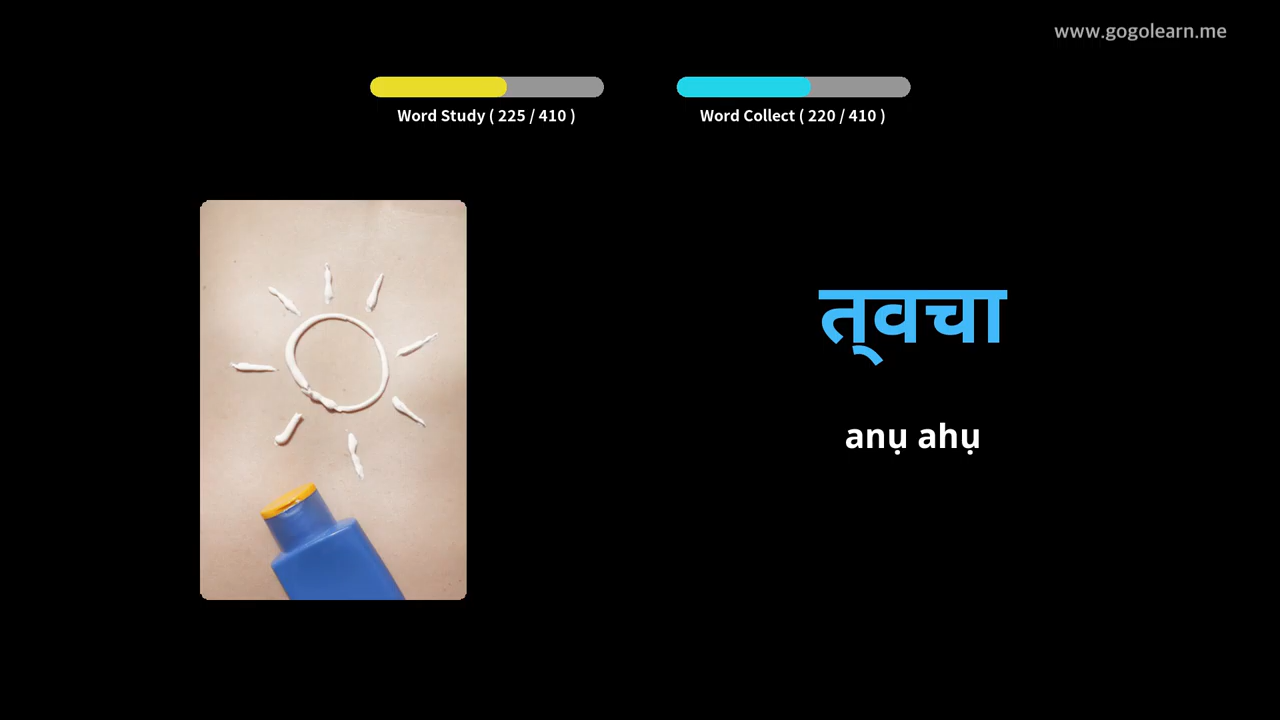 www.gogolearn.me
Word Study ( 225 / 410 )
Word Collect ( 220 / 410 )
त्‌वचा
anụ ahụ